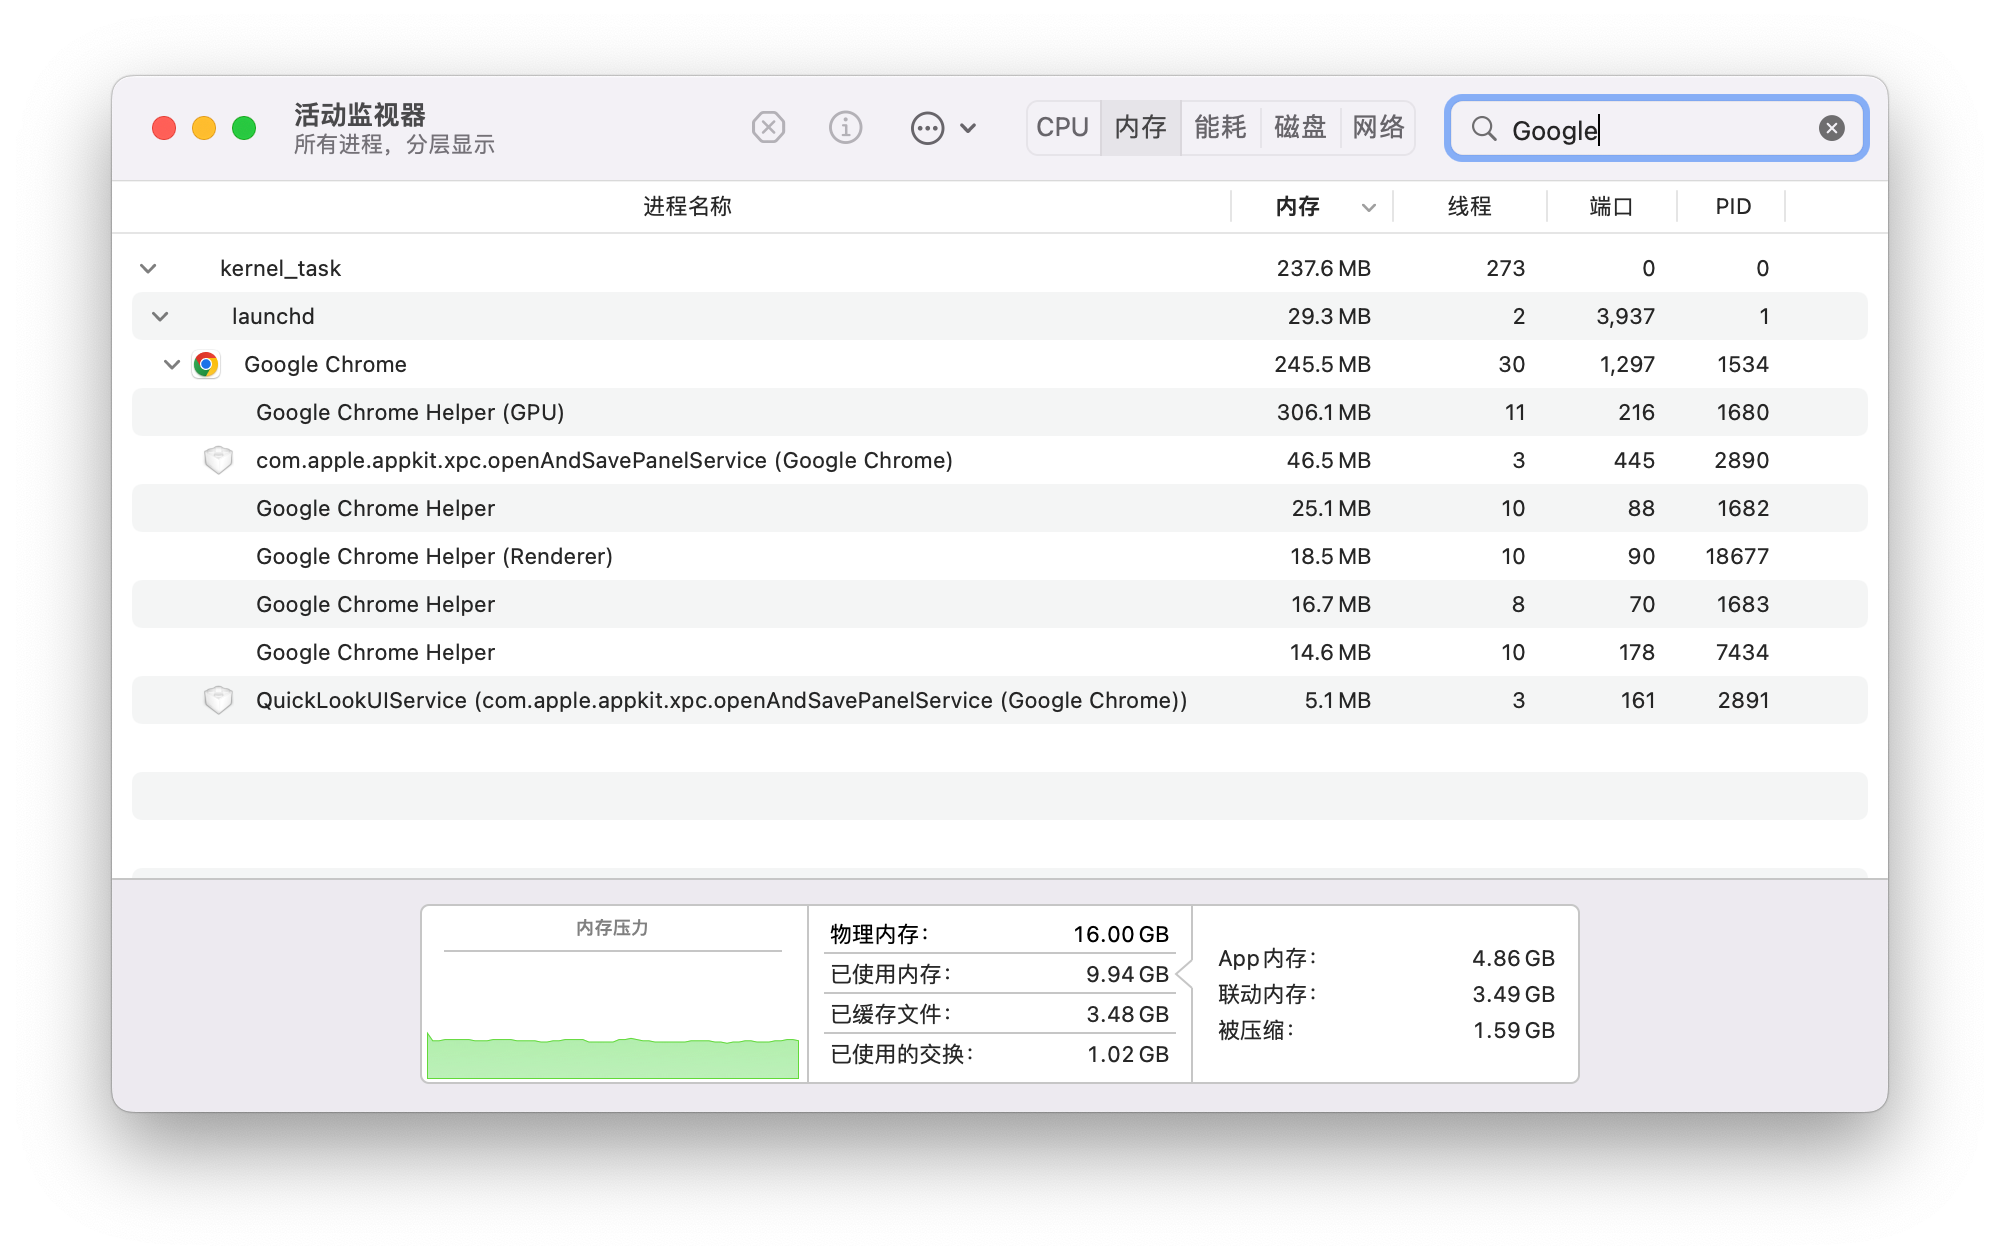 活动监视器
所有进程，分层显示
CPU 内存 能耗 磁盘 网络
Google
进程名称 内存 线程 端口 PID
kernel_task 237.6 MB 273 0 0
launchd 29.3 MB 2 3,937 1
Google Chrome 245.5 MB 30 1,297 1534
Google Chrome Helper (GPU) 306.1 MB 11 216 1680
com.apple.appkit.xpc.openAndSavePanelService (Google Chrome) 46.5 MB 3 445 2890
Google Chrome Helper 25.1 MB 10 88 1682
Google Chrome Helper (Renderer) 18.5 MB 10 90 18677
Google Chrome Helper 16.7 MB 8 70 1683
Google Chrome Helper 14.6 MB 10 178 7434
QuickLookUIService (com.apple.appkit.xpc.openAndSavePanelService (Google Chrome)) 5.1 MB 3 161 2891
内存压力
物理内存： 16.00 GB
已使用内存： 9.94 GB
已缓存文件： 3.48 GB
已使用的交换： 1.02 GB
App内存： 4.86 GB
联动内存： 3.49 GB
被压缩： 1.59 GB